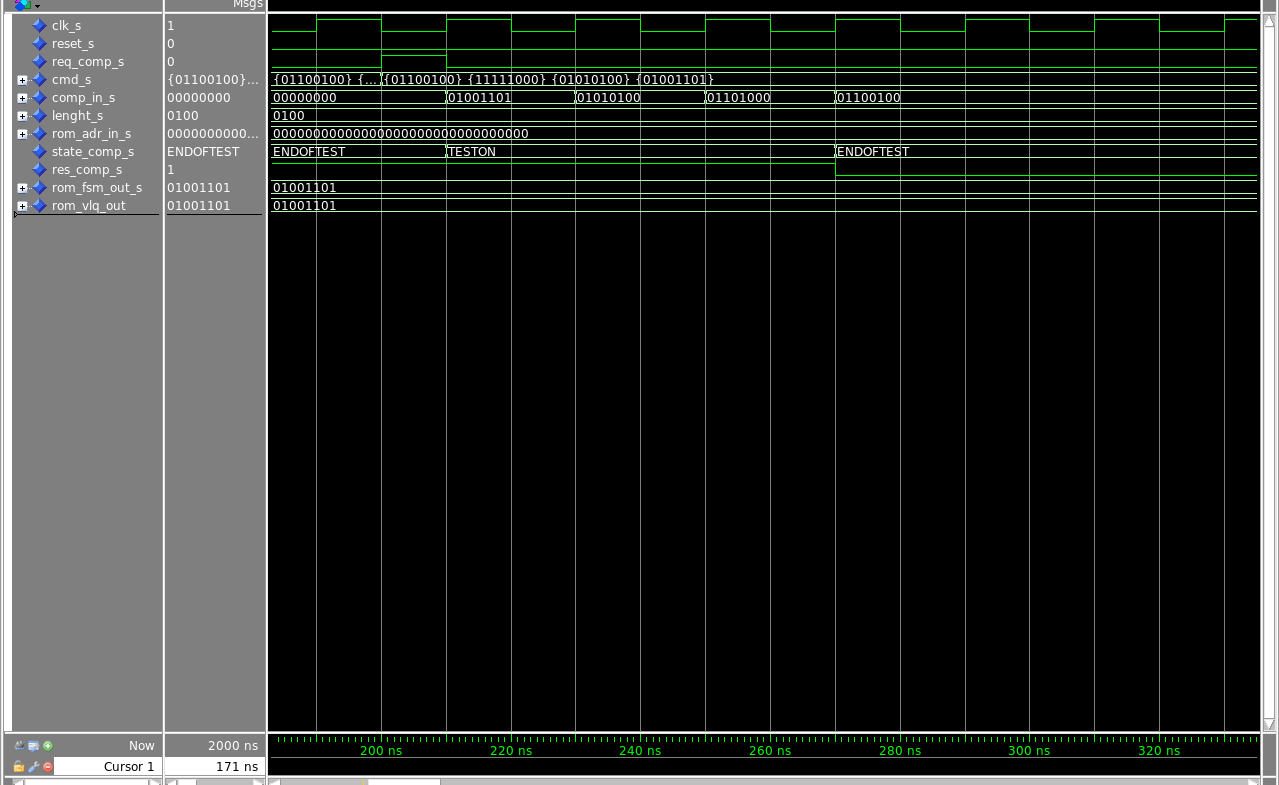 Msgs
clk_s 1
reset_s 0
req_comp_s 0
cmd_s {01100100}... {01100100} {...} {01100100} {11111000} {01010100} {01001101}
comp_in_s 00000000 00000000 01001101 01010100 01101000 01100100
lenght_s 0100 0100
rom_adr_in_s 0000000000... 00000000000000000000000000000000
state_comp_s ENDOFTEST ENDOFTEST TESTON ENDOFTEST
res_comp_s 1
rom_fsm_out_s 01001101 01001101
rom_vlq_out 01001101 01001101
Now 2000 ns 200 ns 220 ns 240 ns 260 ns 280 ns 300 ns 320 ns
Cursor 1 171 ns